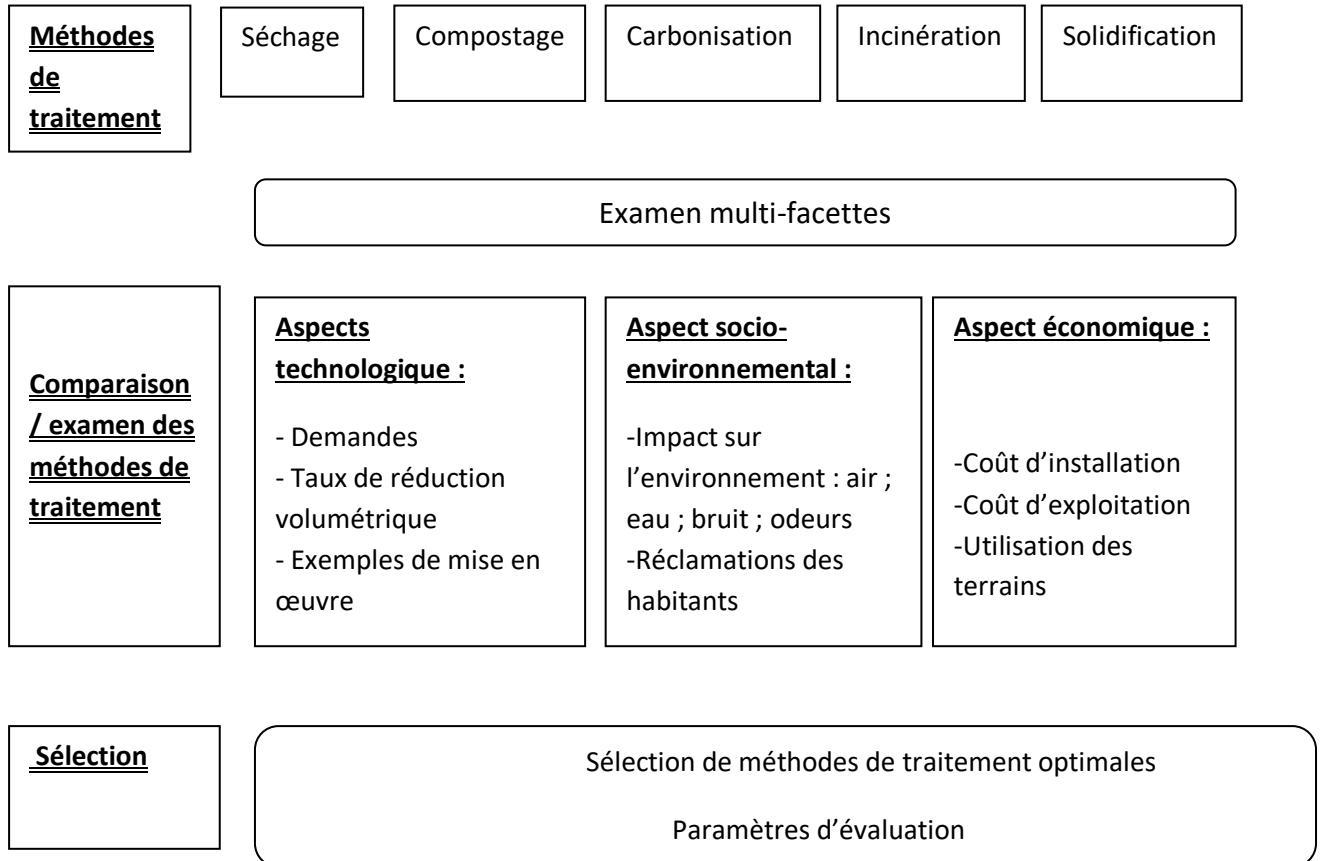 Méthodes
de
traitement
Séchage
Compostage
Carbonisation
Incinération
Solidification
Examen multi-facettes
Comparaison
/ examen des
méthodes de
traitement
Aspects
technologique :
- Demandes
- Taux de réduction
volumétrique
- Exemples de mise en
œuvre
Aspect socio-
environnemental :
-Impact sur
l’environnement : air ;
eau ; bruit ; odeurs
-Réclamations des
habitants
Aspect économique :
-Coût d’installation
-Coût d’exploitation
-Utilisation des
terrains
Sélection
Sélection de méthodes de traitement optimales
Paramètres d’évaluation